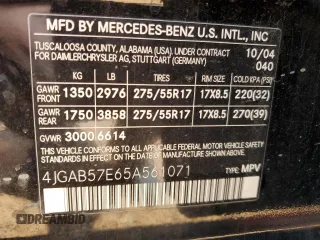 MFD BY MERCEDES-BENZ U.S. INTL., INC
TUSCALOOSA COUNTY, ALABAMA (USA) UNDER CONTRACT
FOR DAIMLERCHRYSLER AG, STUTTGART (GERMANY)
10/04
040
KG LB COLD KPA (PSI)
GAWR FRONT 1350 2976 275/55R17 17X8.5 220(32)
GAWR REAR 1750 3858 275/55R17 17X8.5 270(39)
GVWR 3000 6614
THIS VEHICLE CONFORMS TO ALL APPLICABLE U.S. FEDERAL MOTOR VEHICLE SAFETY STANDARDS IN EFFECT ON THE DATE OF MANUFACTURE SHOWN ABOVE.
4JGAB57E65A561071 TYPE: MPV
DREAMBID